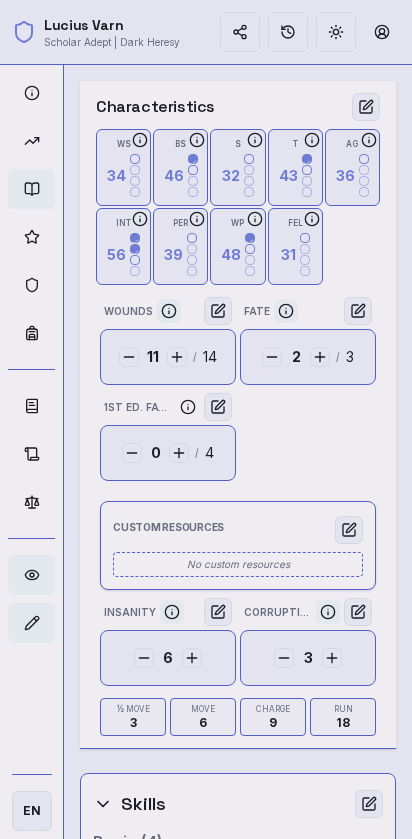 Lucius Varn
Scholar Adept | Dark Heresy
Characteristics
WS BS S T AG
34 46 32 43 36
INT PER WP FEL
56 39 48 31
WOUNDS FATE
11 / 14 2 / 3
1ST ED. FA...
0 / 4
CUSTOM RESOURCES
No custom resources
INSANITY CORRUPTI...
6 3
½ MOVE MOVE CHARGE RUN
3 6 9 18
EN
Skills